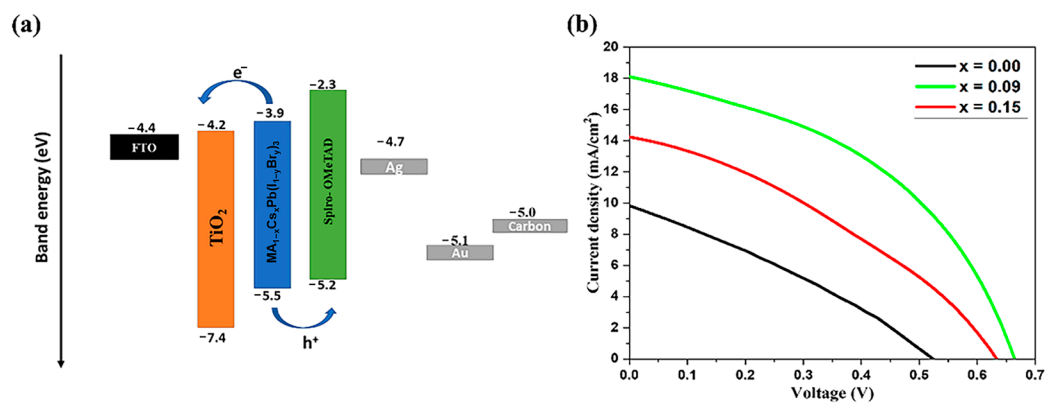 (a)
Band energy (eV)
e⁻
−4.4
FTO
−4.2
TiO₂
−7.4
−3.9
MA₁₋ₓCsₓPb(I₁₋ᵧBrᵧ)₃
−5.5
h⁺
−2.3
Spiro- OMeTAD
−5.2
−4.7
Ag
−5.1
Au
−5.0
Carbon
(b)
Current density (mA/cm²)
20
18
16
14
12
10
8
6
4
2
0
0.0 0.1 0.2 0.3 0.4 0.5 0.6 0.7
Voltage (V)
x = 0.00
x = 0.09
x = 0.15